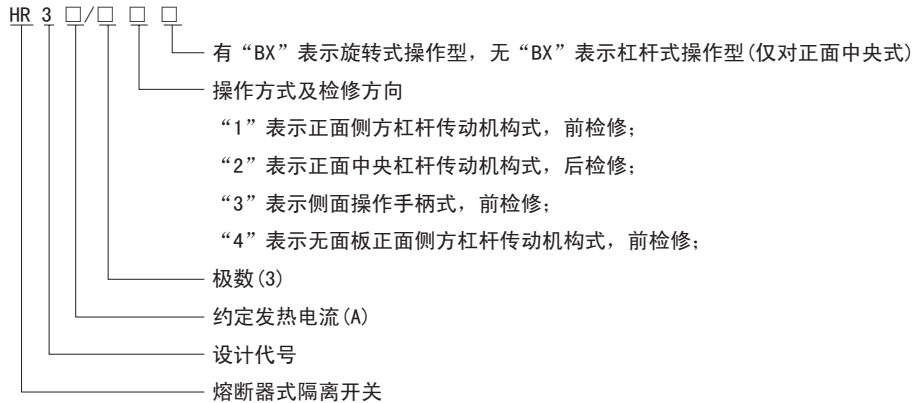 HR 3 □/□ □ □
有“BX”表示旋转式操作型，无“BX”表示杠杆式操作型(仅对正面中央式)
操作方式及检修方向
“1”表示正面侧方杠杆传动机构式，前检修；
“2”表示正面中央杠杆传动机构式，后检修；
“3”表示侧面操作手柄式，前检修；
“4”表示无面板正面侧方杠杆传动机构式，前检修；
极数(3)
约定发热电流(A)
设计代号
熔断器式隔离开关